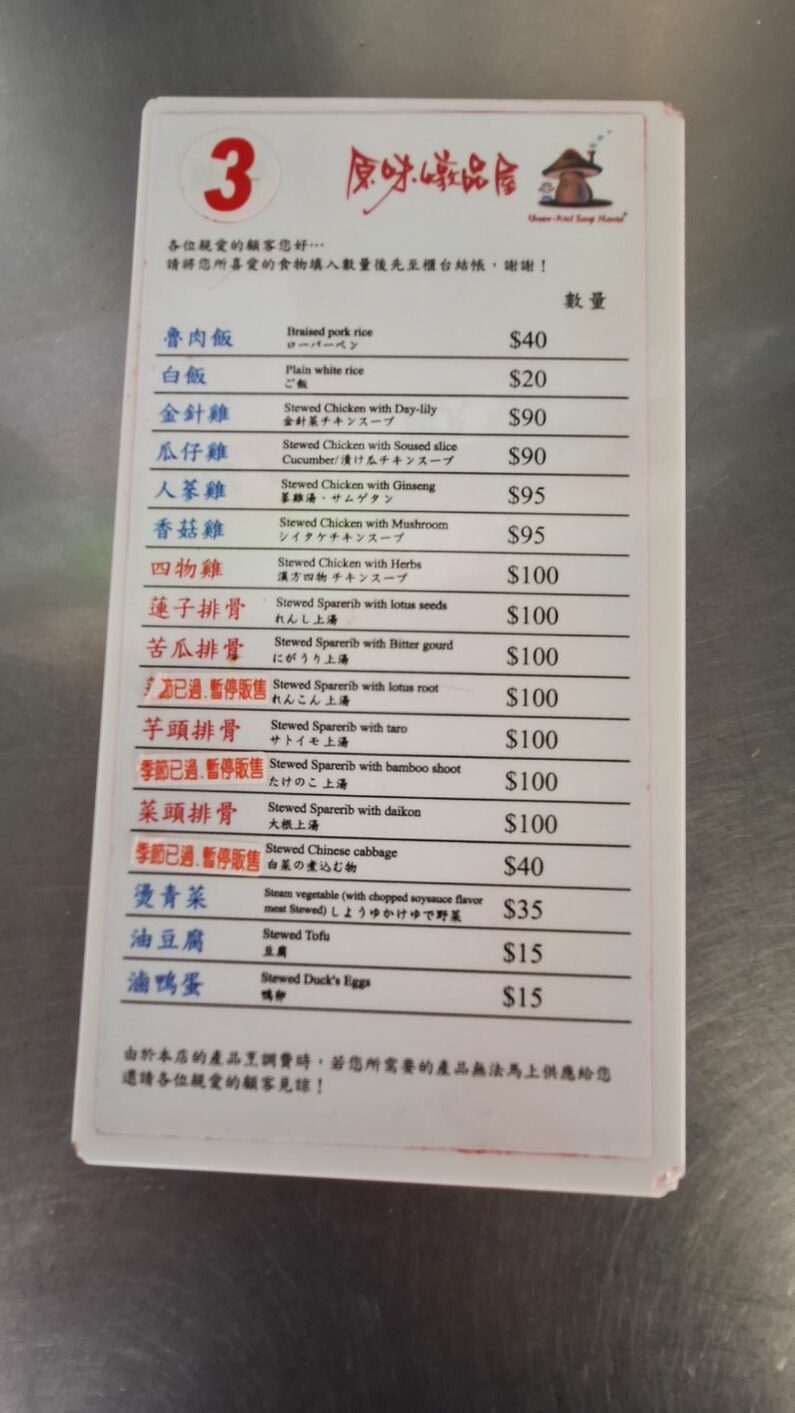 3
原味燉品屋
Yuan-Wei Soup House
各位親愛的顧客您好…
請將您所喜愛的食物填入數量後先至櫃台結帳，謝謝！
數量
魯肉飯 Braised pork rice $40
ローバーペン
白飯 Plain white rice $20
ご飯
金針雞 Stewed Chicken with Day-lily $90
金針菜チキンスープ
瓜仔雞 Stewed Chicken with Soused slice $90
Cucumber/漬け瓜チキンスープ
人蔘雞 Stewed Chicken with Ginseng $95
蔘雞湯・サムゲタン
香菇雞 Stewed Chicken with Mushroom $95
シイタケチキンスープ
四物雞 Stewed Chicken with Herbs $100
漢方四物 チキンスープ
蓮子排骨 Stewed Sparerib with lotus seeds $100
れんし上湯
苦瓜排骨 Stewed Sparerib with Bitter gourd $100
にがうり上湯
節已過.暫停販售 Stewed Sparerib with lotus root $100
れんこん上湯
芋頭排骨 Stewed Sparerib with taro $100
サトイモ上湯
季節已過.暫停販售 Stewed Sparerib with bamboo shoot $100
たけのこ上湯
菜頭排骨 Stewed Sparerib with daikon $100
大根上湯
季節已過.暫停販售 Stewed Chinese cabbage $40
白菜の煮込む物
燙青菜 Steam vegetable (with chopped soysauce flavor $35
meat Stewed) しようゆかけゆで野菜
油豆腐 Stewed Tofu $15
豆腐
滷鴨蛋 Stewed Duck's Eggs $15
鴨卵
由於本店的產品烹調費時，若您所需要的產品無法馬上供應給您
還請各位親愛的顧客見諒！